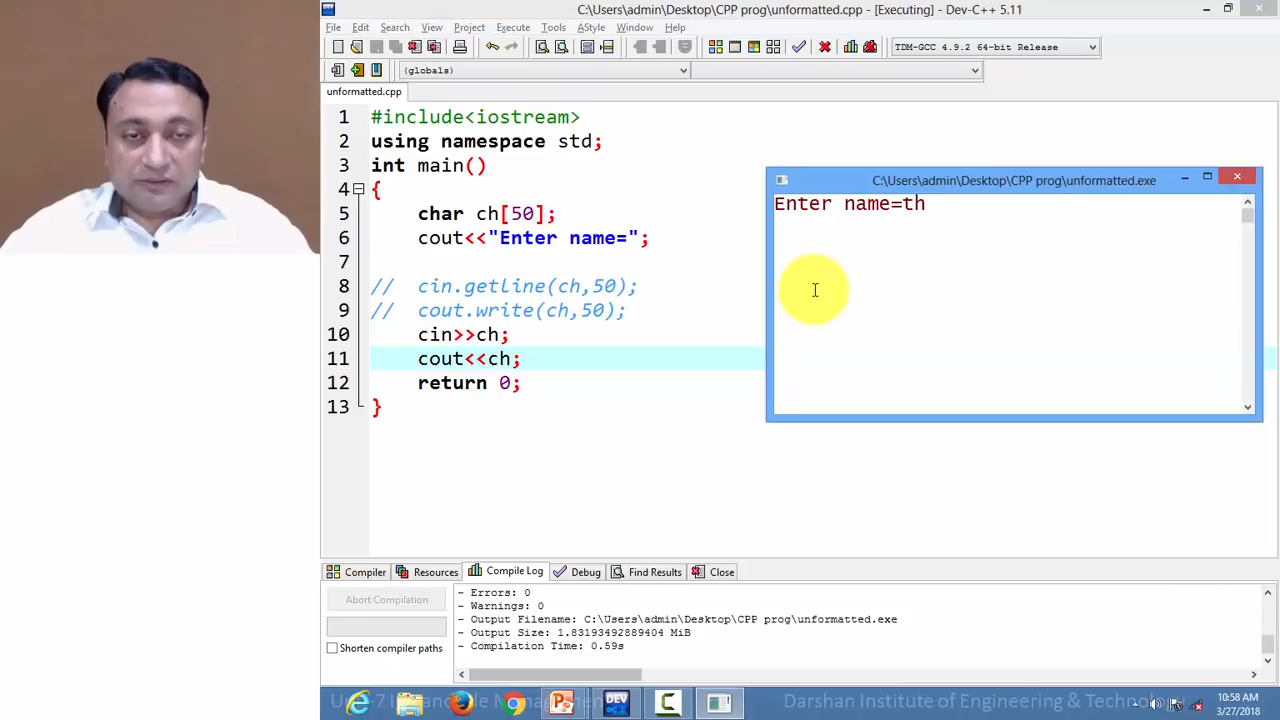 C:\Users\admin\Desktop\CPP prog\unformatted.cpp - [Executing] - Dev-C++ 5.11
File Edit Search View Project Execute Tools AStyle Window Help
TDM-GCC 4.9.2 64-bit Release
(globals)
unformatted.cpp
1 #include<iostream>
2 using namespace std;
3 int main()
4 {
5 char ch[50];
6 cout<<"Enter name=";
7
8 // cin.getline(ch,50);
9 // cout.write(ch,50);
10 cin>>ch;
11 cout<<ch;
12 return 0;
13 }
C:\Users\admin\Desktop\CPP prog\unformatted.exe
Enter name=th
Compiler Resources Compile Log Debug Find Results Close
Abort Compilation
Shorten compiler paths
- Errors: 0
- Warnings: 0
- Output Filename: C:\Users\admin\Desktop\CPP prog\unformatted.exe
- Output Size: 1.83193492889404 MiB
- Compilation Time: 0.59s
Darshan Institute of Engineering & Technology
10:58 AM
3/27/2018